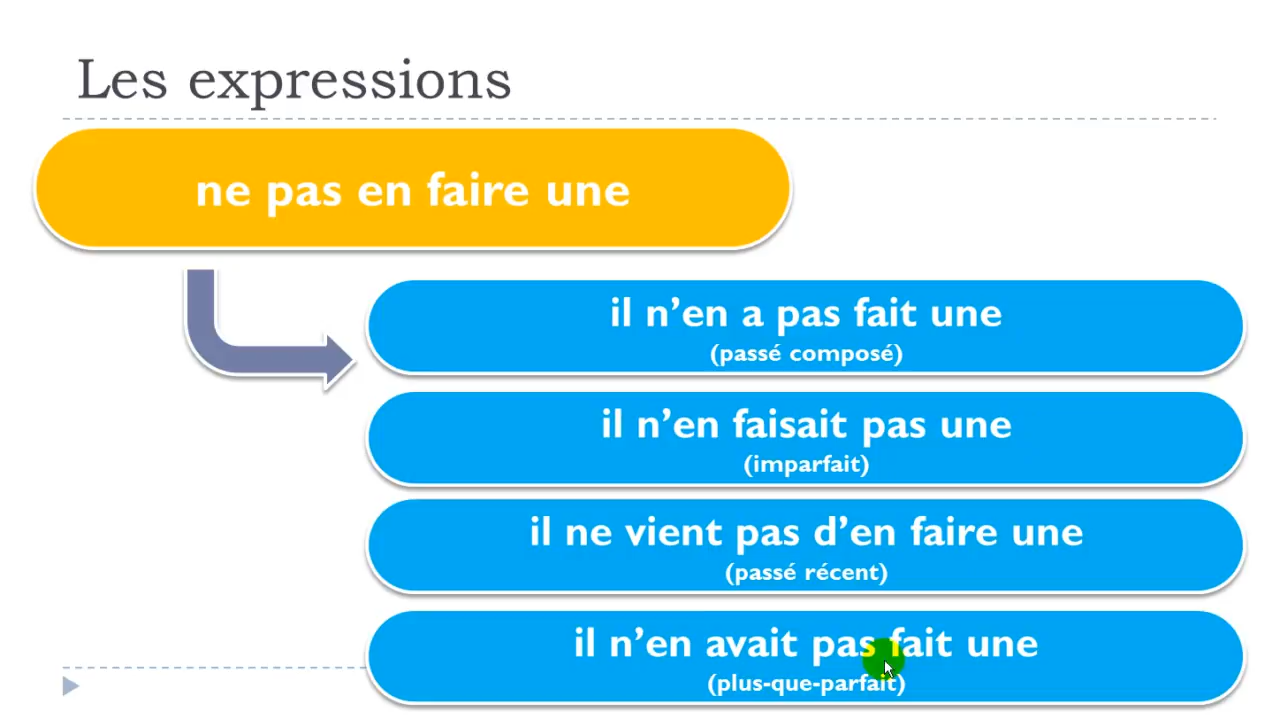 Les expressions
ne pas en faire une
il n’en a pas fait une
(passé composé)
il n’en faisait pas une
(imparfait)
il ne vient pas d’en faire une
(passé récent)
il n’en avait pas fait une
(plus-que-parfait)